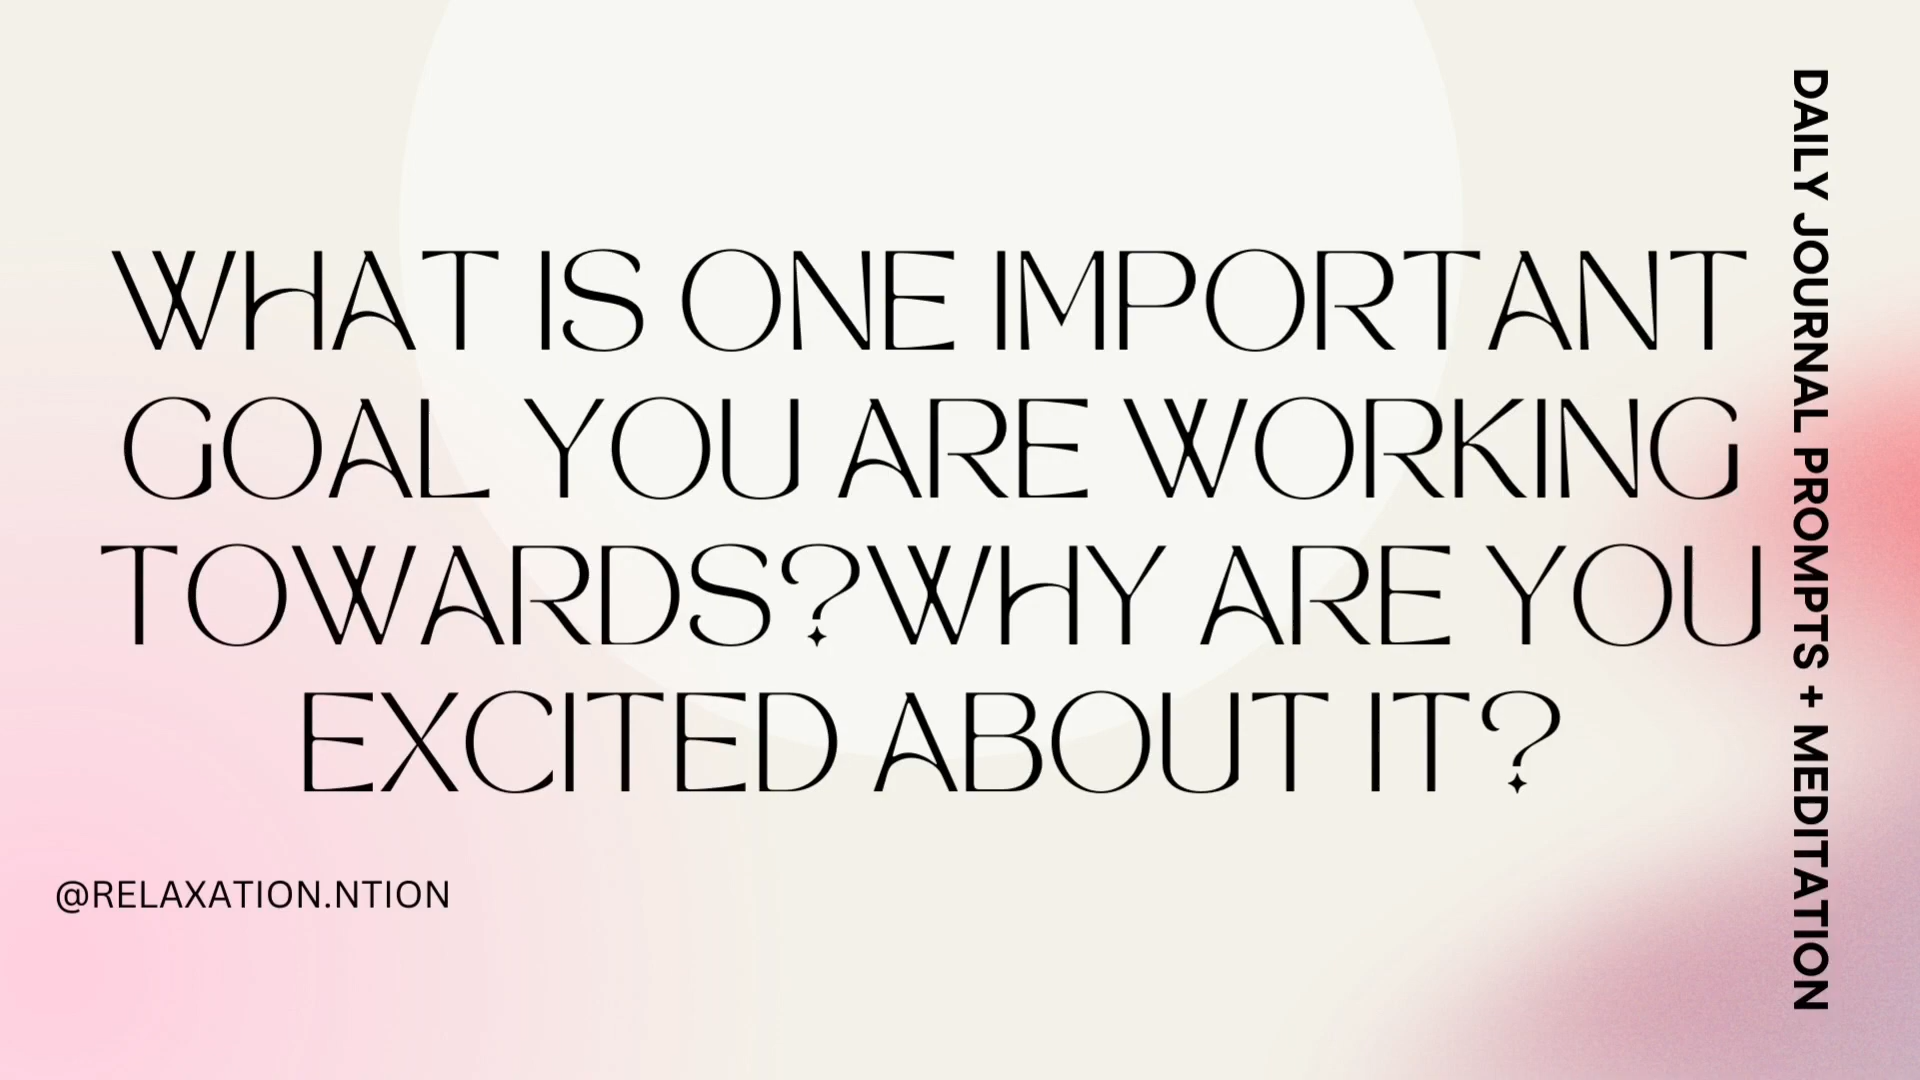 WHAT IS ONE IMPORTANT
GOAL YOU ARE WORKING
TOWARDS?WHY ARE YOU
EXCITED ABOUT IT?
@RELAXATION.NTION
DAILY JOURNAL PROMPTS + MEDITATION